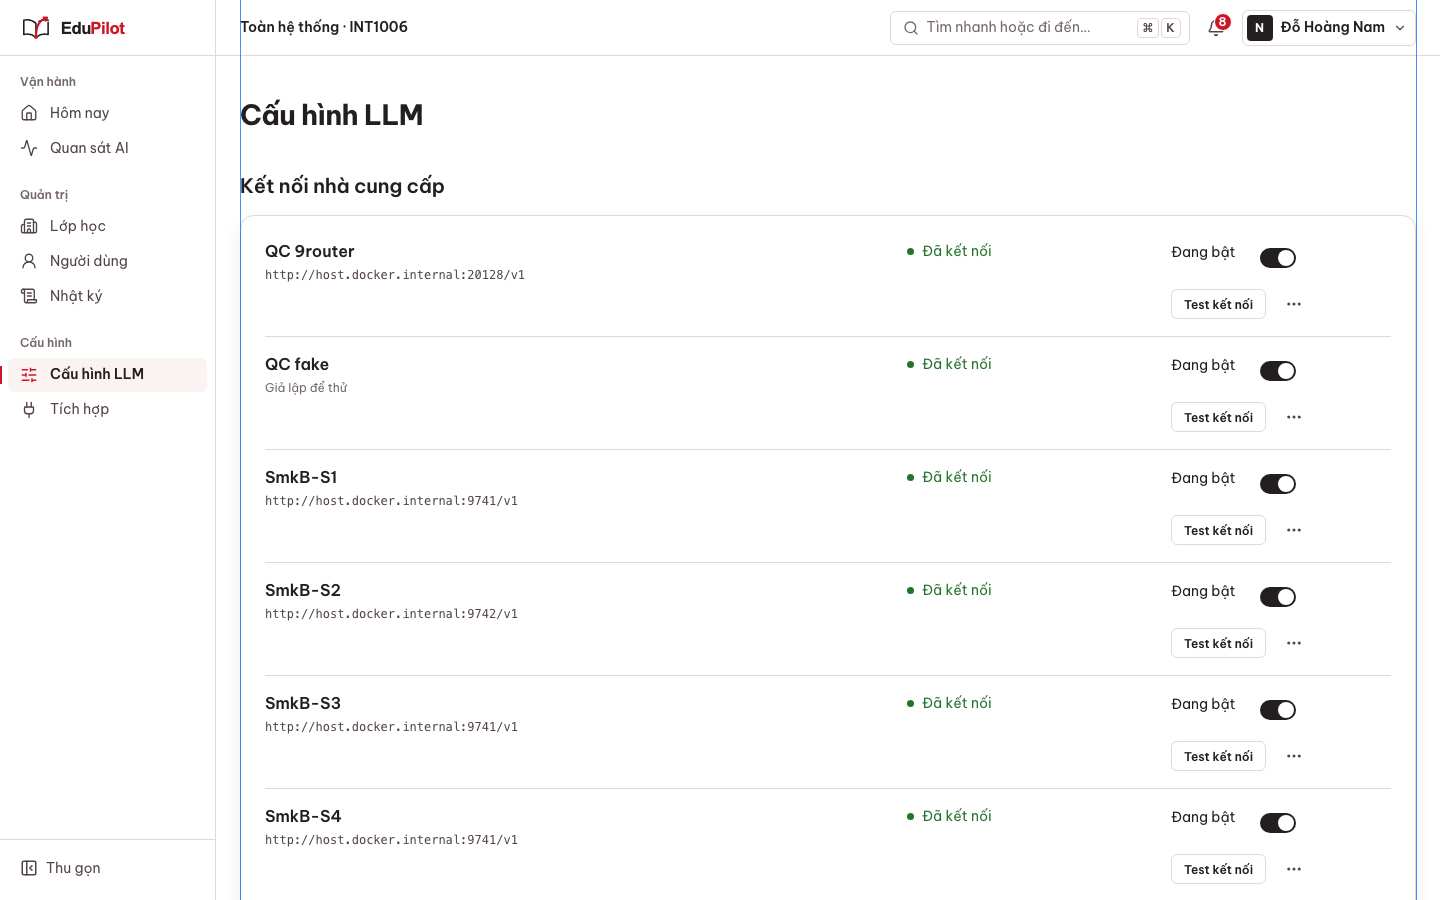 EduPilot
Toàn hệ thống · INT1006
Tìm nhanh hoặc đi đến...
⌘ K
8
N
Đỗ Hoàng Nam
Vận hành
Hôm nay
Quan sát AI
Quản trị
Lớp học
Người dùng
Nhật ký
Cấu hình
Cấu hình LLM
Tích hợp
Thu gọn
Cấu hình LLM
Kết nối nhà cung cấp
QC 9router
http://host.docker.internal:20128/v1
Đã kết nối
Đang bật
Test kết nối
QC fake
Giả lập để thử
Đã kết nối
Đang bật
Test kết nối
SmkB-S1
http://host.docker.internal:9741/v1
Đã kết nối
Đang bật
Test kết nối
SmkB-S2
http://host.docker.internal:9742/v1
Đã kết nối
Đang bật
Test kết nối
SmkB-S3
http://host.docker.internal:9741/v1
Đã kết nối
Đang bật
Test kết nối
SmkB-S4
http://host.docker.internal:9741/v1
Đã kết nối
Đang bật
Test kết nối